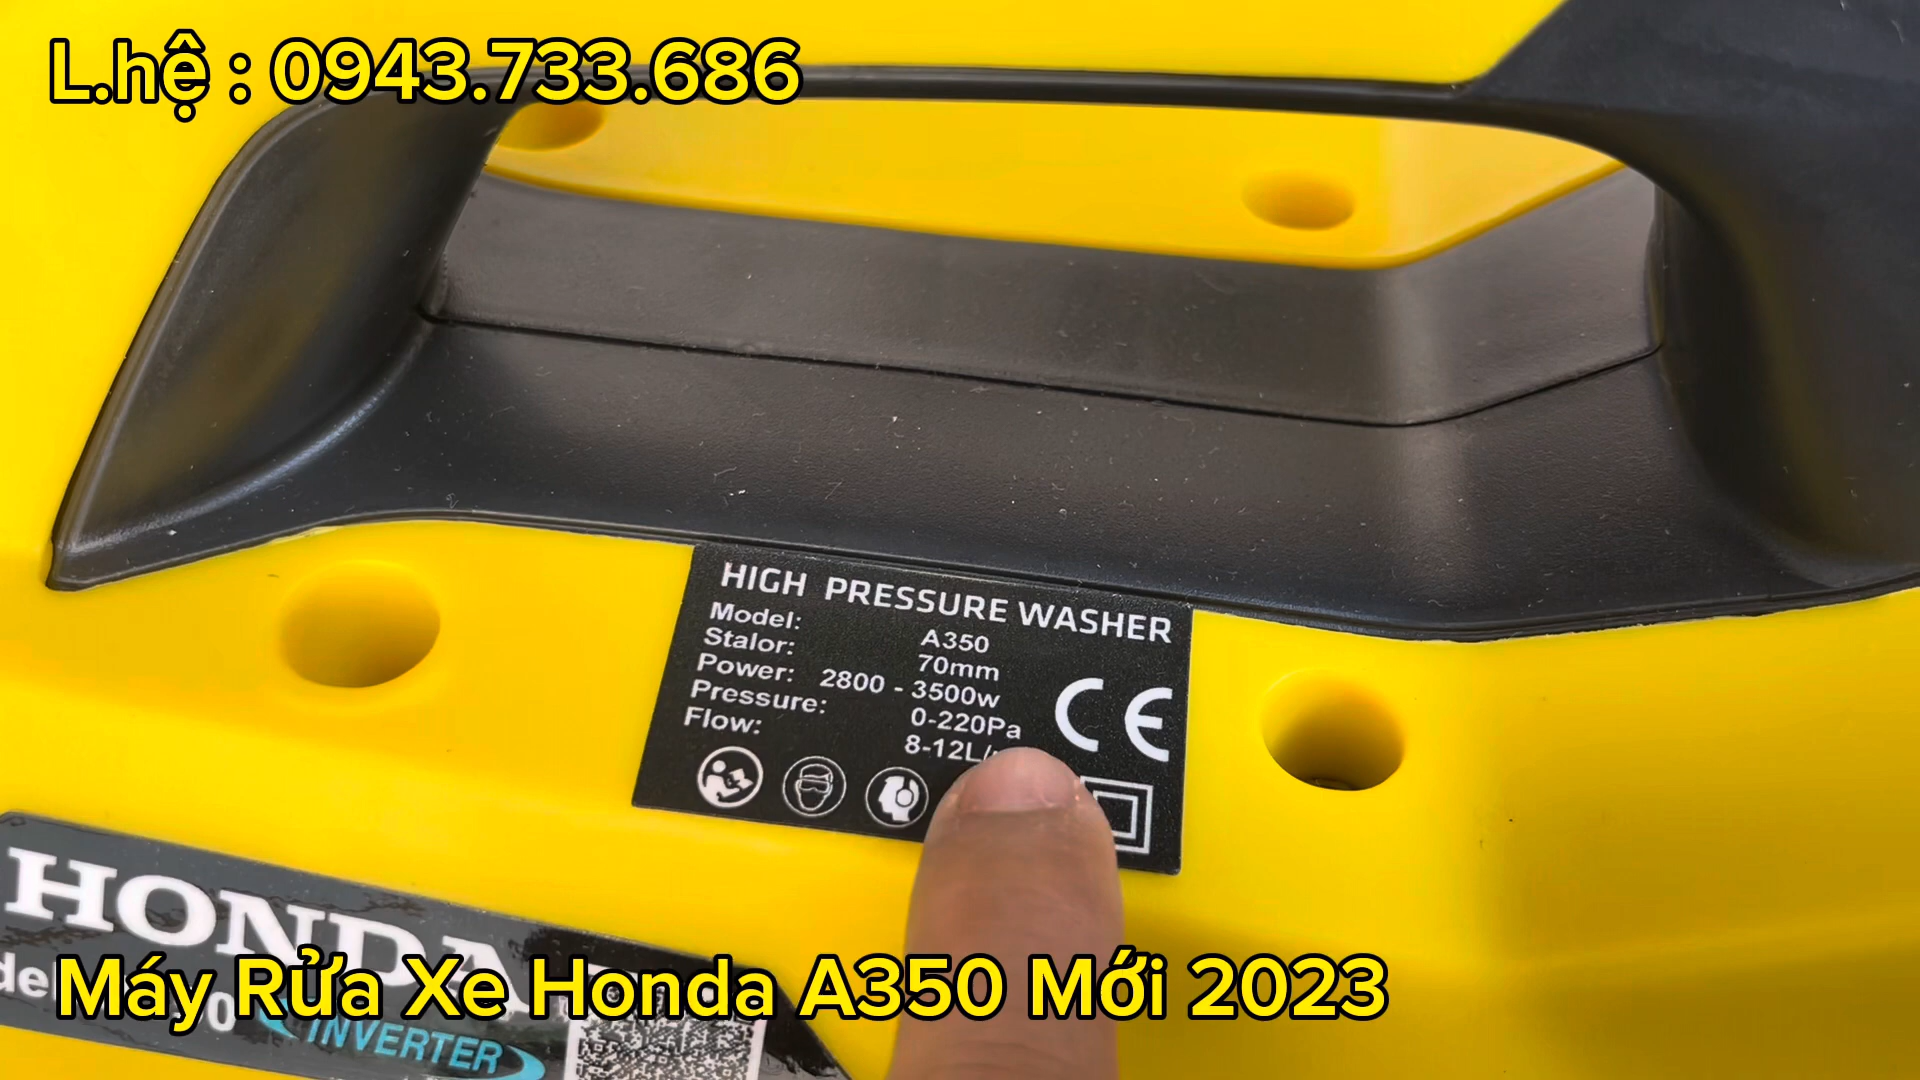 L.hệ : 0943.733.686
HIGH PRESSURE WASHER
Model: A350
Stalor: 70mm
Power: 2800 - 3500w
Pressure: 0-220Pa
Flow: 8-12L/
CE
HONDA
Máy Rửa Xe Honda A350 Mới 2023
INVERTER